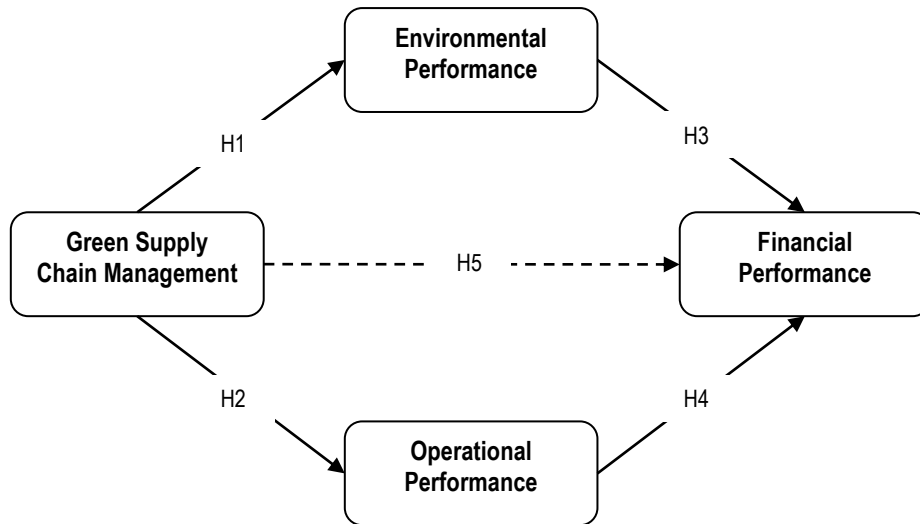 Environmental
Performance
H1
H3
Green Supply
Chain Management
H5
Financial
Performance
H2
H4
Operational
Performance